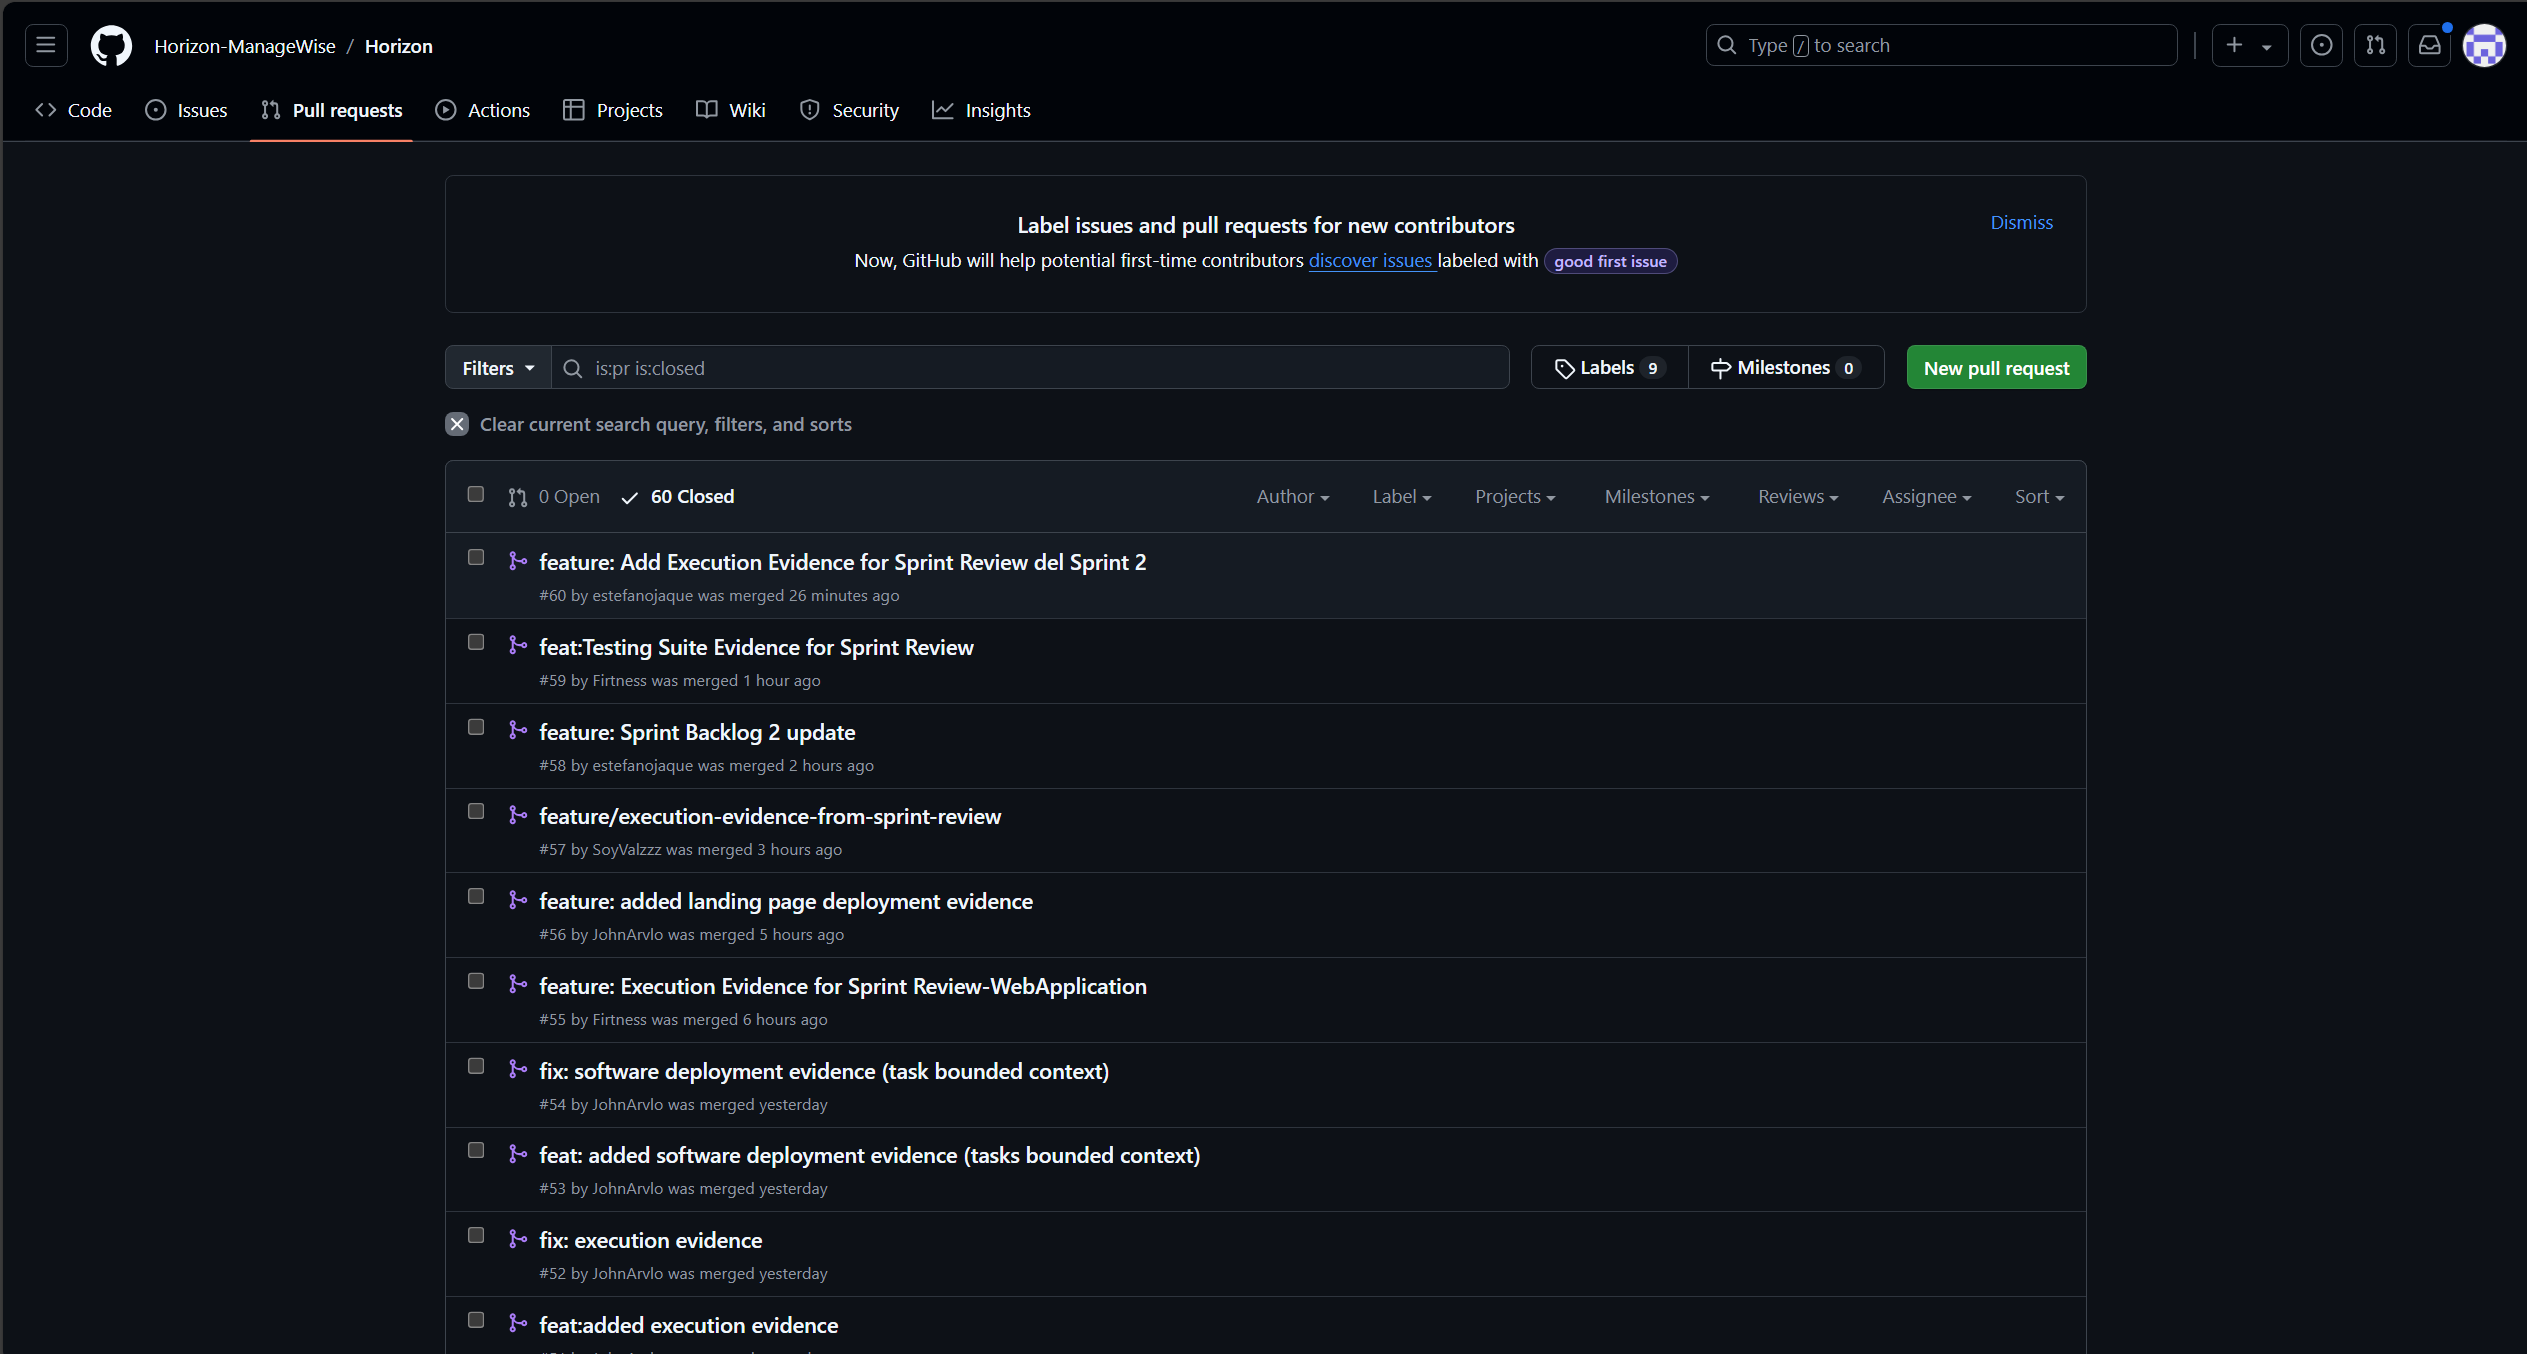 Horizon-ManageWise / Horizon
Type / to search
Code Issues Pull requests Actions Projects Wiki Security Insights
Label issues and pull requests for new contributors
Dismiss
Now, GitHub will help potential first-time contributors discover issues labeled with good first issue
Filters is:pr is:closed Labels 9 Milestones 0 New pull request
Clear current search query, filters, and sorts
0 Open 60 Closed Author Label Projects Milestones Reviews Assignee Sort
feature: Add Execution Evidence for Sprint Review del Sprint 2
#60 by estefanojaque was merged 26 minutes ago
feat:Testing Suite Evidence for Sprint Review
#59 by Firtness was merged 1 hour ago
feature: Sprint Backlog 2 update
#58 by estefanojaque was merged 2 hours ago
feature/execution-evidence-from-sprint-review
#57 by SoyValzzz was merged 3 hours ago
feature: added landing page deployment evidence
#56 by JohnArvlo was merged 5 hours ago
feature: Execution Evidence for Sprint Review-WebApplication
#55 by Firtness was merged 6 hours ago
fix: software deployment evidence (task bounded context)
#54 by JohnArvlo was merged yesterday
feat: added software deployment evidence (tasks bounded context)
#53 by JohnArvlo was merged yesterday
fix: execution evidence
#52 by JohnArvlo was merged yesterday
feat:added execution evidence